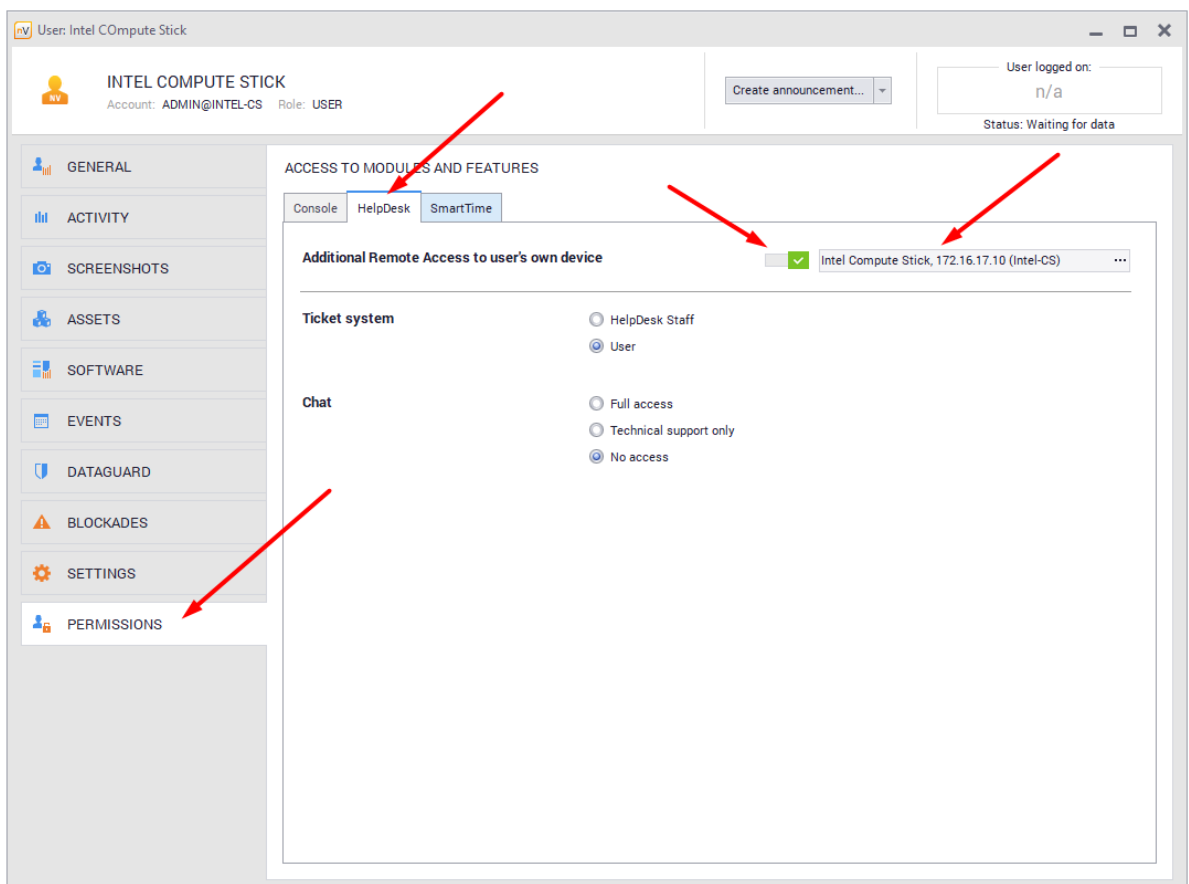 nV User: Intel COmpute Stick
NV
INTEL COMPUTE STICK
Account: ADMIN@INTEL-CS Role: USER
Create announcement...
User logged on:
n/a
Status: Waiting for data
GENERAL
ACTIVITY
SCREENSHOTS
ASSETS
SOFTWARE
EVENTS
DATAGUARD
BLOCKADES
SETTINGS
PERMISSIONS
ACCESS TO MODULES AND FEATURES
Console HelpDesk SmartTime
Additional Remote Access to user's own device
Intel Compute Stick, 172.16.17.10 (Intel-CS) ...
Ticket system
HelpDesk Staff
User
Chat
Full access
Technical support only
No access